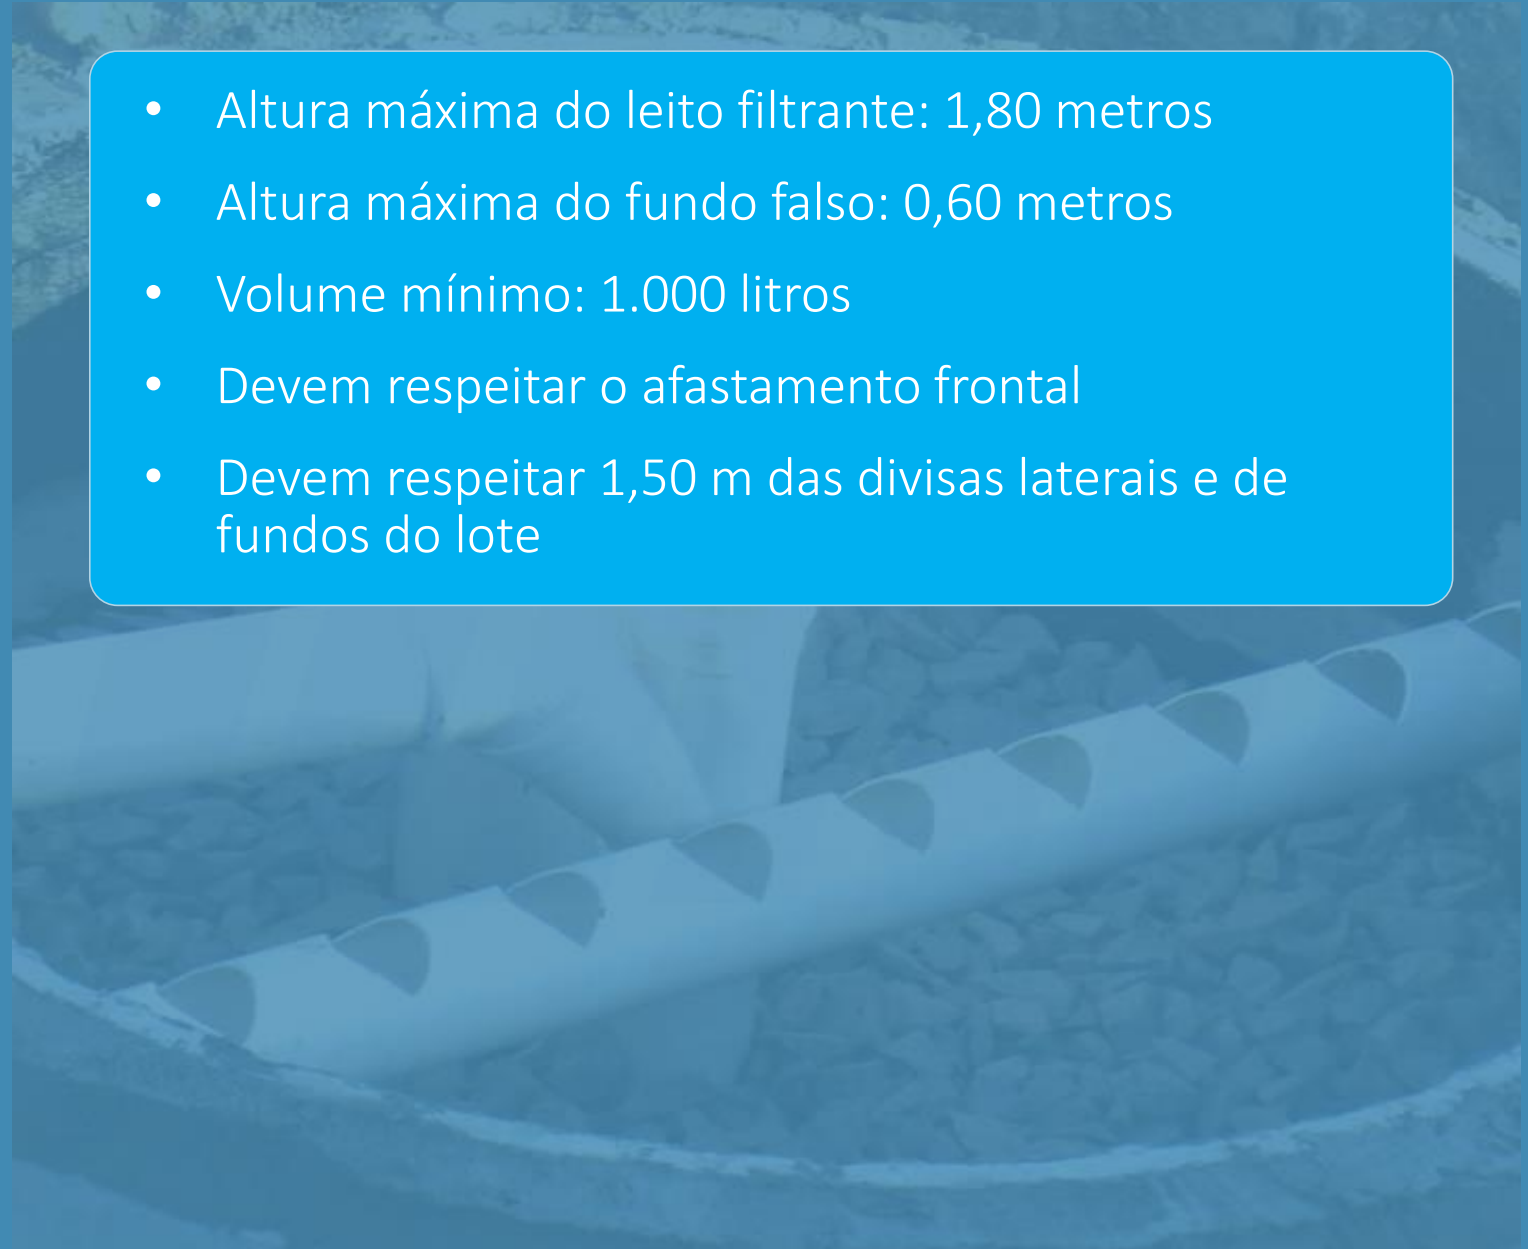 • Altura máxima do leito filtrante: 1,80 metros
• Altura máxima do fundo falso: 0,60 metros
• Volume mínimo: 1.000 litros
• Devem respeitar o afastamento frontal
• Devem respeitar 1,50 m das divisas laterais e de
fundos do lote